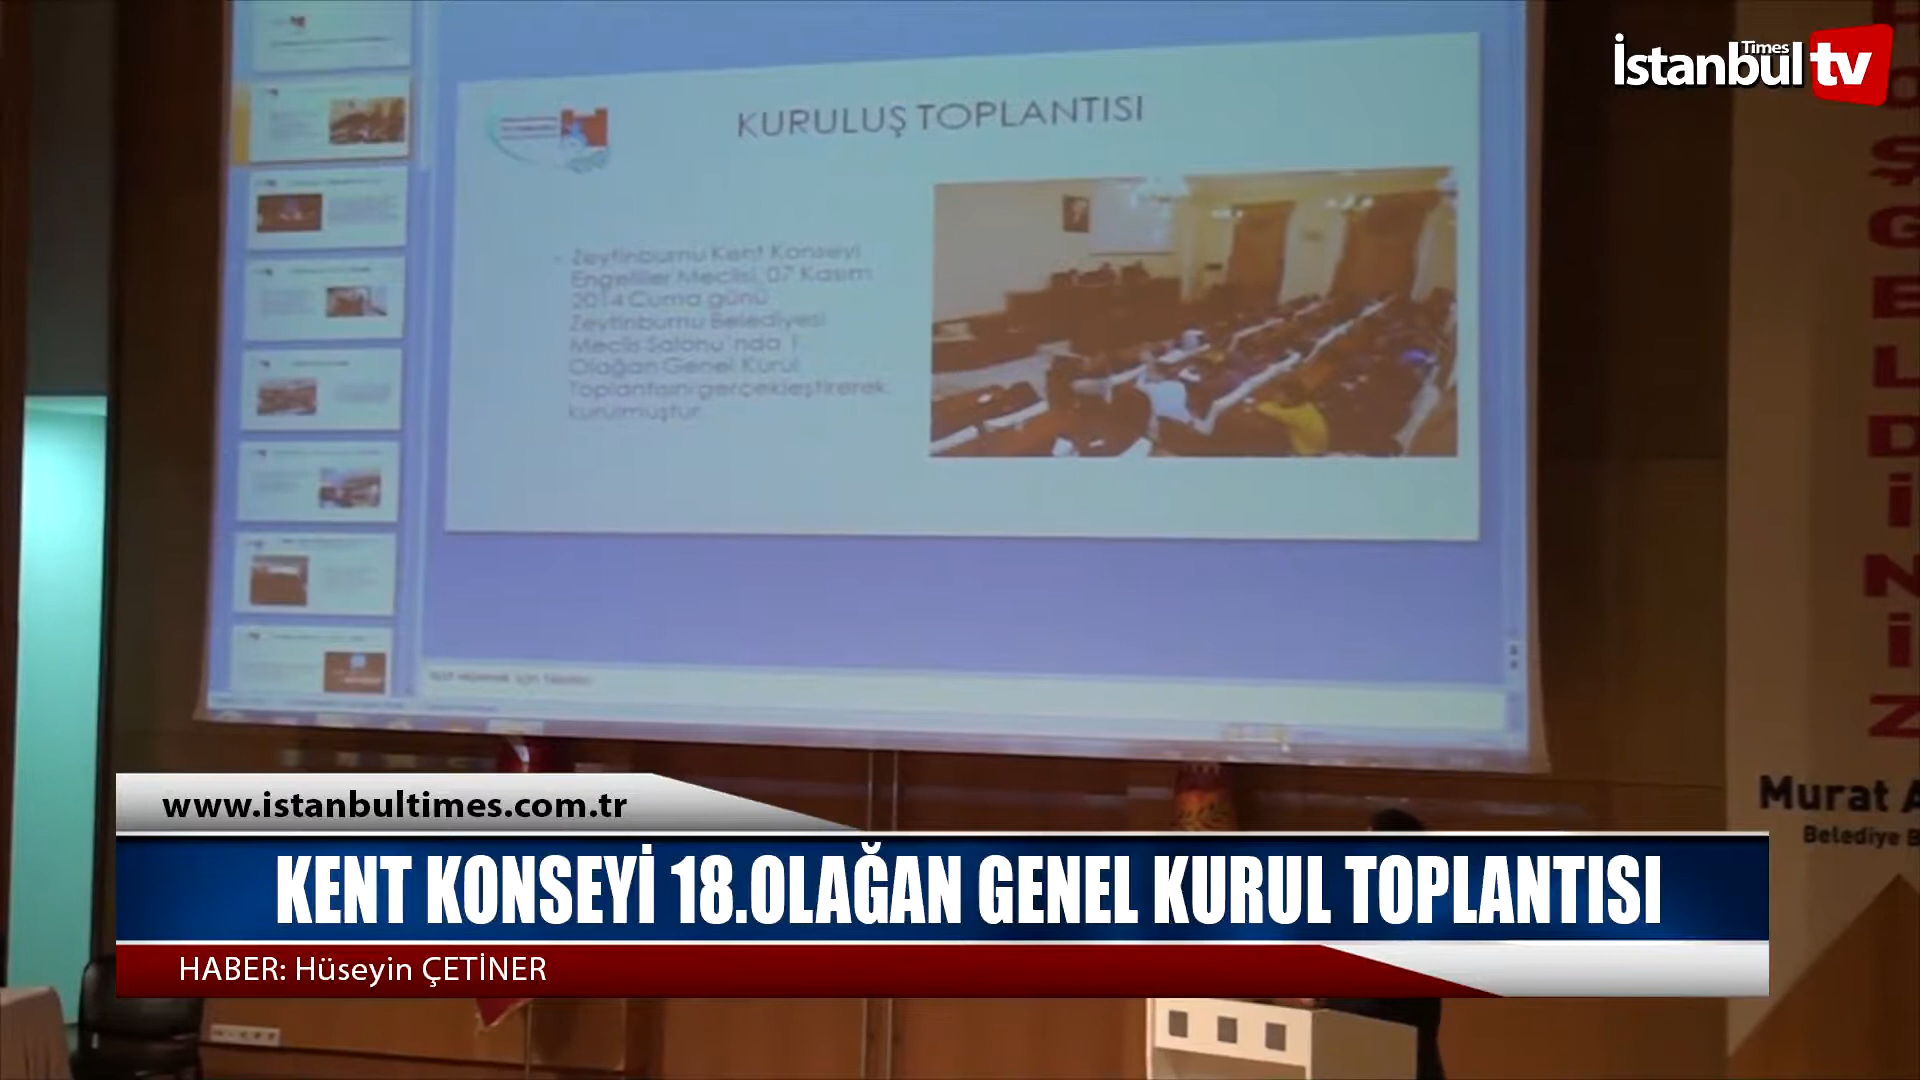 İstanbul Times tv
KURULUŞ TOPLANTISI
Zeytinburnu Kent Konseyi
Engelliler Meclisi, 07 Kasım
2014 Cuma günü
Zeytinburnu Belediyesi
Meclis Salonu'nda 1.
Olağan Genel Kurul
Toplantısını gerçekleştirerek
kurulmuştur.
HOŞGELDİNİZ
Murat A
Belediye B
www.istanbultimes.com.tr
KENT KONSEYİ 18.OLAĞAN GENEL KURUL TOPLANTISI
HABER: Hüseyin ÇETİNER